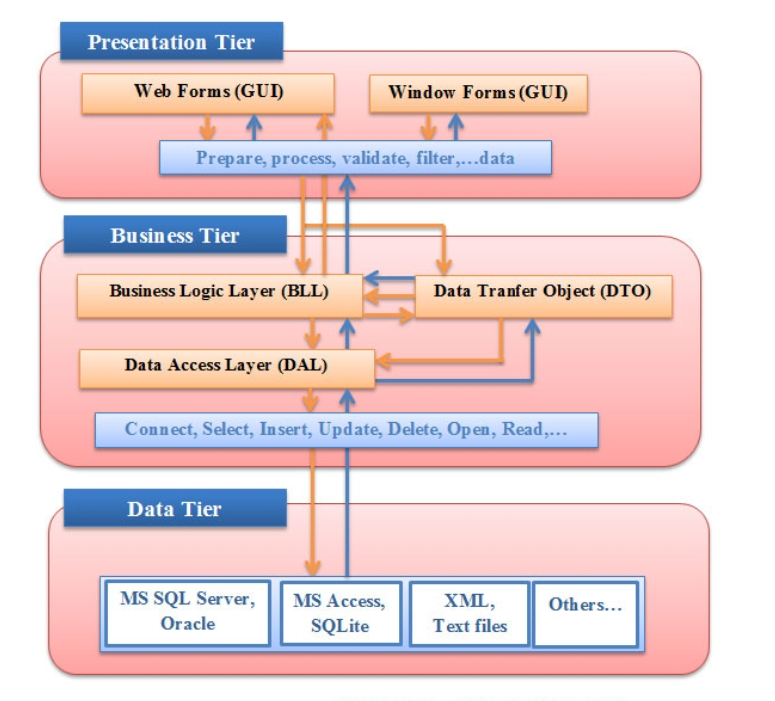 Presentation Tier
Web Forms (GUI)
Window Forms (GUI)
Prepare, process, validate, filter,...data
Business Tier
Business Logic Layer (BLL)
Data Tranfer Object (DTO)
Data Access Layer (DAL)
Connect, Select, Insert, Update, Delete, Open, Read,...
Data Tier
MS SQL Server,
Oracle
MS Access,
SQLite
XML,
Text files
Others...